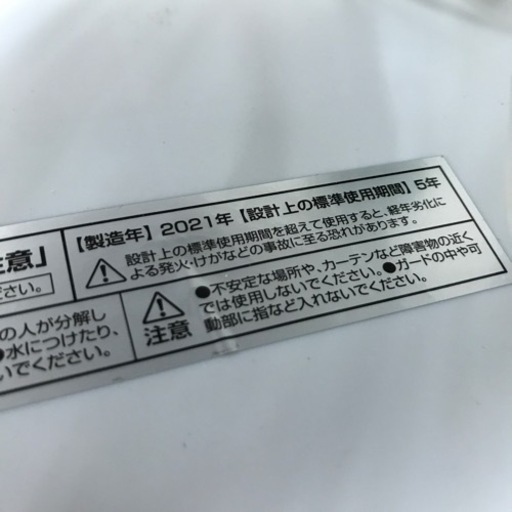 【製造年】2021年【設計上の標準使用期間】5年
設計上の標準使用期間を超えて使用すると、経年劣化に
よる発火・けがなどの事故に至る恐れがあります。
注意
●不安定な場所や、カーテンなど障害物の近く
では使用しないでください。●ガードの中や可
動部に指など入れないでください。
意」
ださい。
の人が分解し
●水につけたり、
いでください。